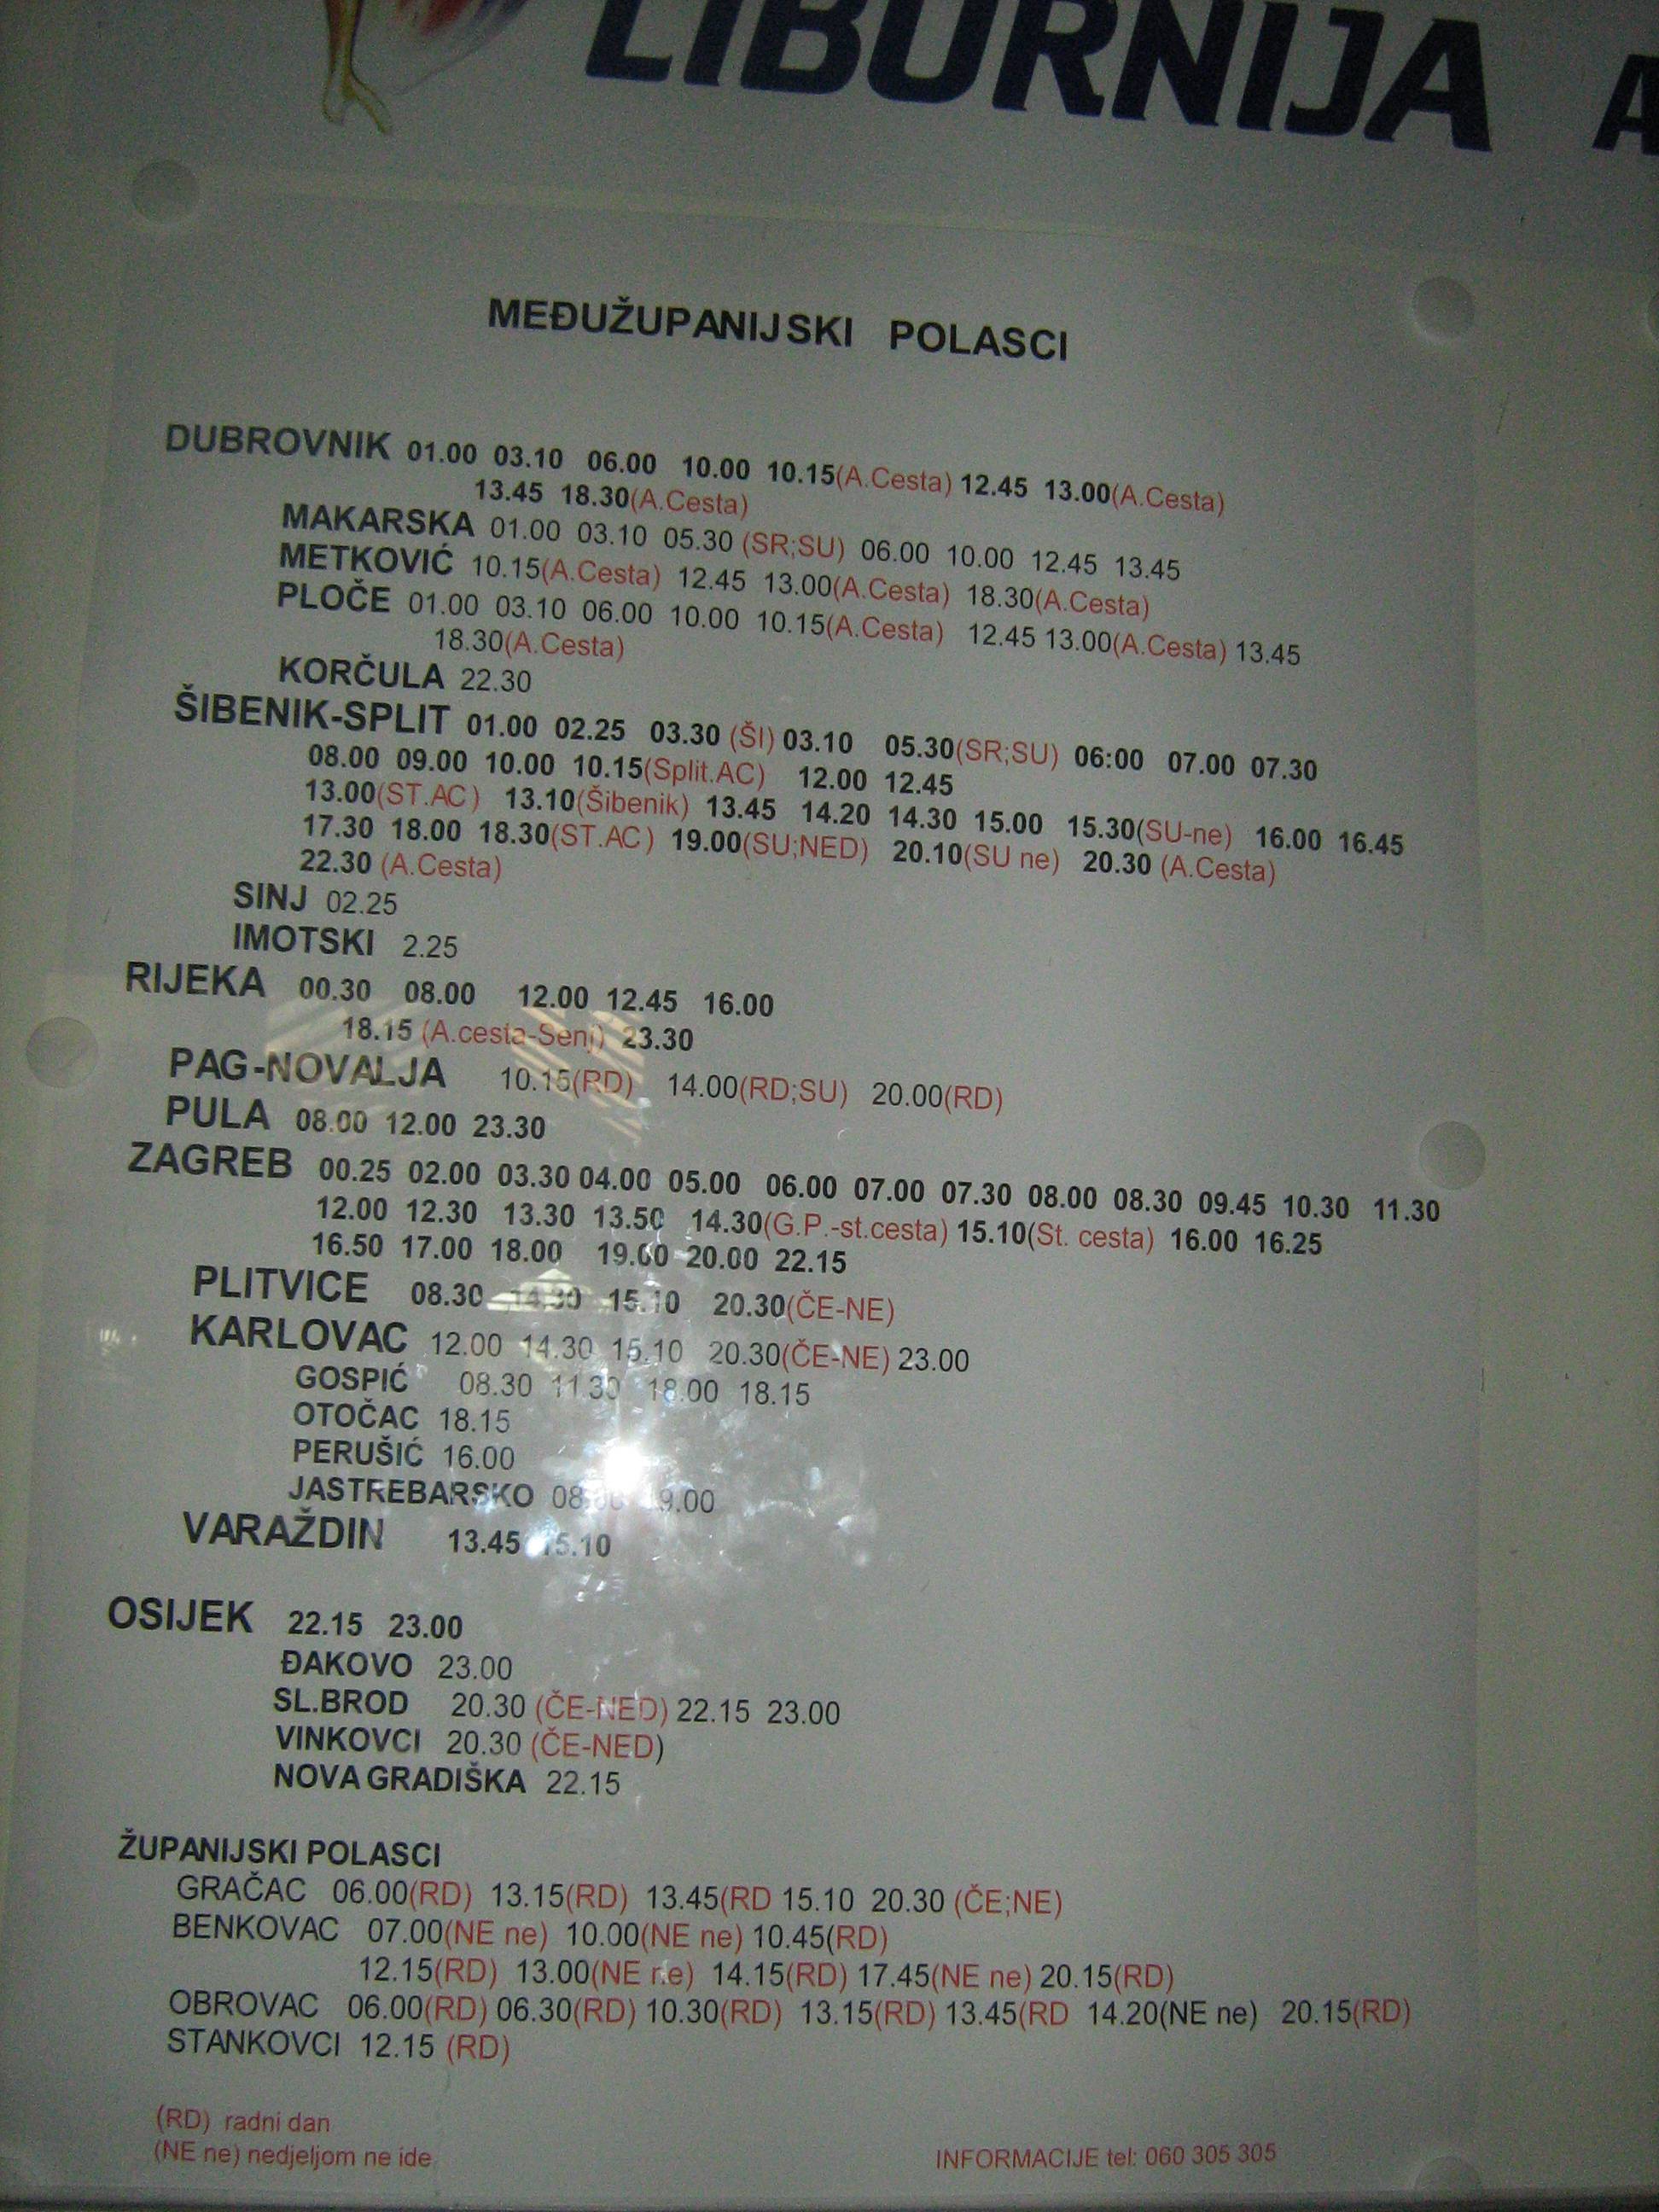 LIBURNIJA A
MEĐUŽUPANIJSKI POLASCI
DUBROVNIK 01.00 03.10 06.00 10.00 10.15(A.Cesta) 12.45 13.00(A.Cesta)
13.45 18.30(A.Cesta)
MAKARSKA 01.00 03.10 05.30 (SR;SU) 06.00 10.00 12.45 13.45
METKOVIĆ 10.15(A.Cesta) 12.45 13.00(A.Cesta) 18.30(A.Cesta)
PLOČE 01.00 03.10 06.00 10.00 10.15(A.Cesta) 12.45 13.00(A.Cesta) 13.45
18.30(A.Cesta)
KORČULA 22.30
ŠIBENIK-SPLIT 01.00 02.25 03.30 (ŠI) 03.10 05.30(SR;SU) 06:00 07.00 07.30
08.00 09.00 10.00 10.15(Split.AC) 12.00 12.45
13.00(ST.AC) 13.10(Šibenik) 13.45 14.20 14.30 15.00 15.30(SU-ne) 16.00 16.45
17.30 18.00 18.30(ST.AC) 19.00(SU;NED) 20.10(SU ne) 20.30 (A.Cesta)
22.30 (A.Cesta)
SINJ 02.25
IMOTSKI 2.25
RIJEKA 00.30 08.00 12.00 12.45 16.00
18.15 (A.cesta-Senj) 23.30
PAG-NOVALJA 10.15(RD) 14.00(RD;SU) 20.00(RD)
PULA 08.00 12.00 23.30
ZAGREB 00.25 02.00 03.30 04.00 05.00 06.00 07.00 07.30 08.00 08.30 09.45 10.30 11.30
12.00 12.30 13.30 13.50 14.30(G.P.-st.cesta) 15.10(St. cesta) 16.00 16.25
16.50 17.00 18.00 19.00 20.00 22.15
PLITVICE 08.30 14.30 15.10 20.30(ČE-NE)
KARLOVAC 12.00 14.30 15.10 20.30(ČE-NE) 23.00
GOSPIĆ 08.30 11.30 18.00 18.15
OTOČAC 18.15
PERUŠIĆ 16.00
JASTREBARSKO
VARAŽDIN 13.45 15.10
OSIJEK 22.15 23.00
ĐAKOVO 23.00
SL.BROD 20.30 (ČE-NED) 22.15 23.00
VINKOVCI 20.30 (ČE-NED)
NOVA GRADIŠKA 22.15
ŽUPANIJSKI POLASCI
GRAČAC 06.00(RD) 13.15(RD) 13.45(RD 15.10 20.30 (ČE;NE)
BENKOVAC 07.00(NE ne) 10.00(NE ne) 10.45(RD)
12.15(RD) 13.00(NE ne) 14.15(RD) 17.45(NE ne) 20.15(RD)
OBROVAC 06.00(RD) 06.30(RD) 10.30(RD) 13.15(RD) 13.45(RD 14.20(NE ne) 20.15(RD)
STANKOVCI 12.15 (RD)
(RD) radni dan
(NE ne) nedjeljom ne ide
INFORMACIJE tel: 060 305 305